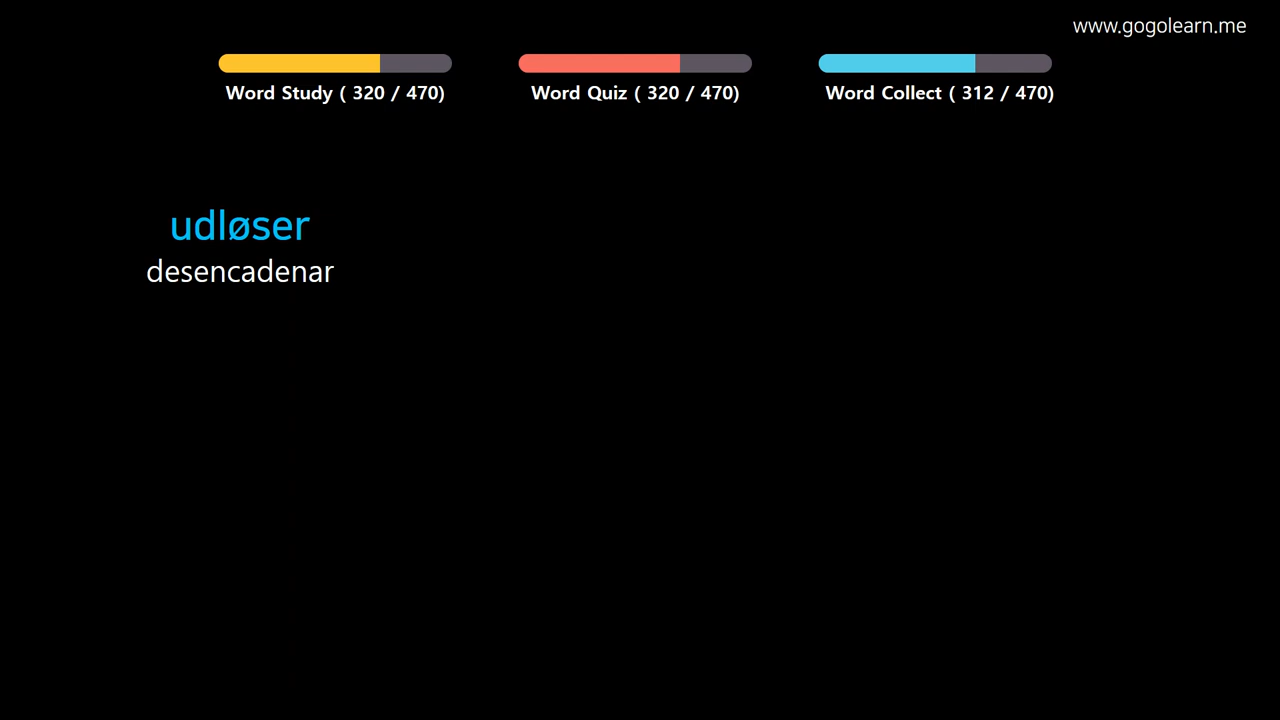 www.gogolearn.me
Word Study ( 320 / 470)
Word Quiz ( 320 / 470)
Word Collect ( 312 / 470)
udløser
desencadenar